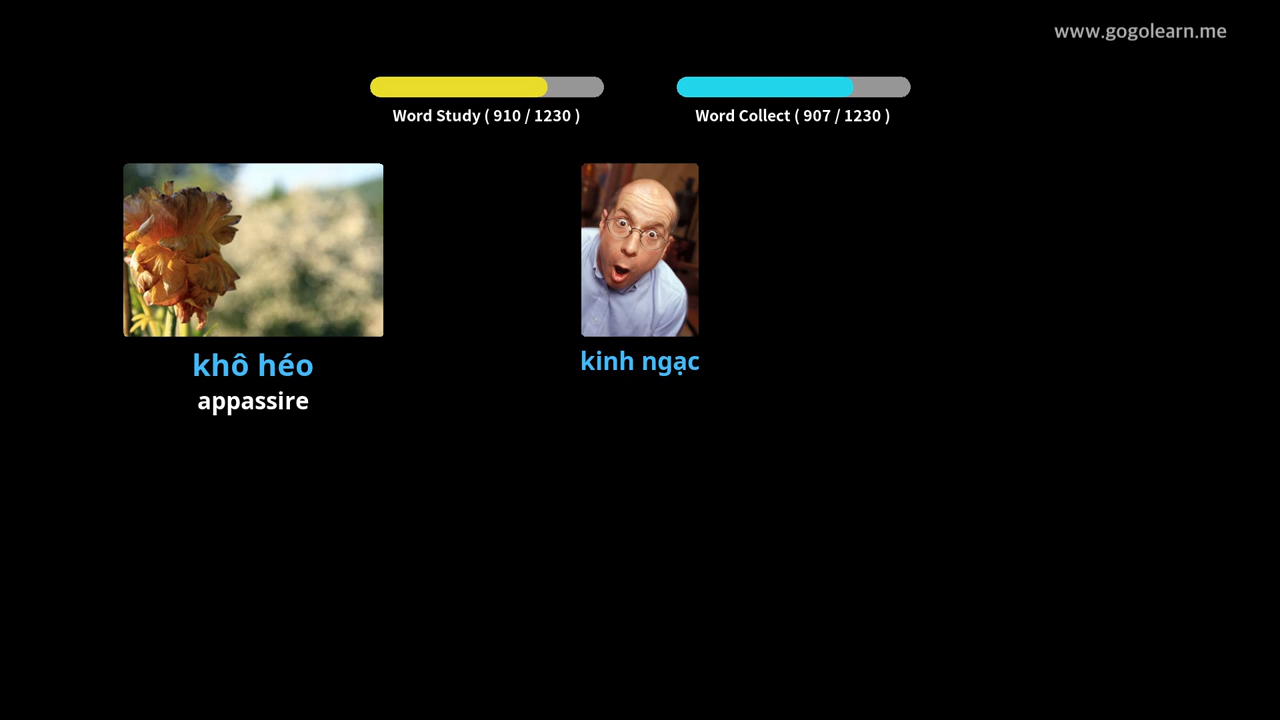 www.gogolearn.me
Word Study ( 910 / 1230 )
Word Collect ( 907 / 1230 )
khô héo
appassire
kinh ngạc